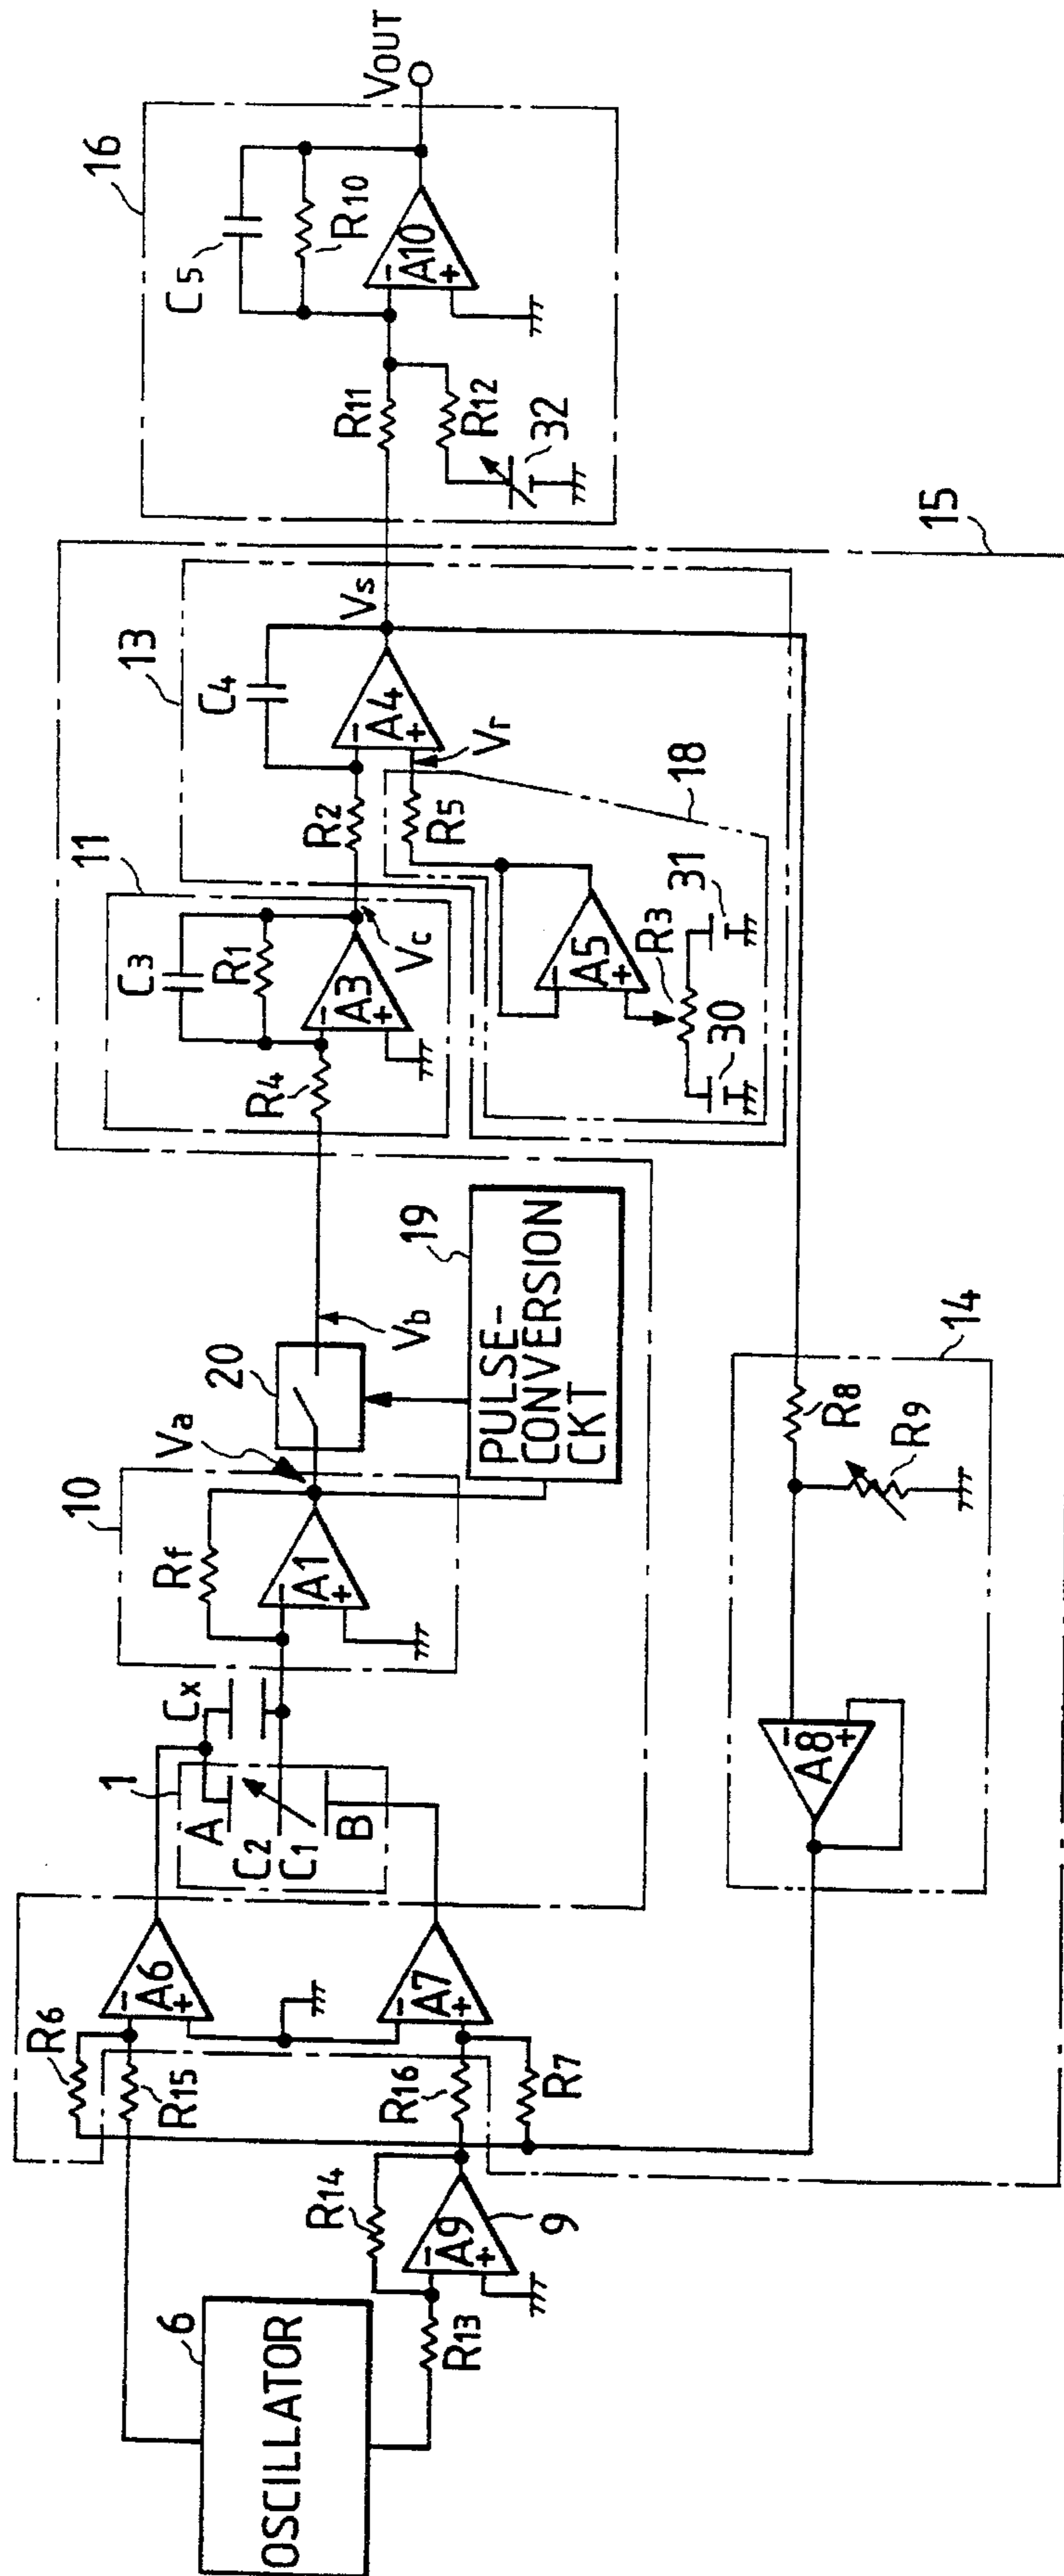 OSCILLATOR
6
R13
R14
A9
-
+
9
R6
R15
R16
R7
A6
-
+
A7
-
+
1
A
C2
C1
B
Cx
10
Rf
A1
-
+
Va
20
Vb
19
PULSE-
CONVERSION
CKT
11
C3
R1
R4
A3
-
+
Vc
13
C4
R2
A4
-
+
Vs
Vr
R5
18
A5
-
+
R3
30
31
15
14
A8
-
+
R8
R9
16
C5
R10
R11
R12
32
A10
-
+
VOUT